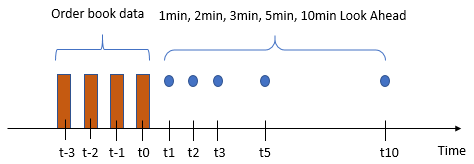 Order book data
1min, 2min, 3min, 5min, 10min Look Ahead
t-3 t-2 t-1 t0 t1 t2 t3 t5 t10 Time